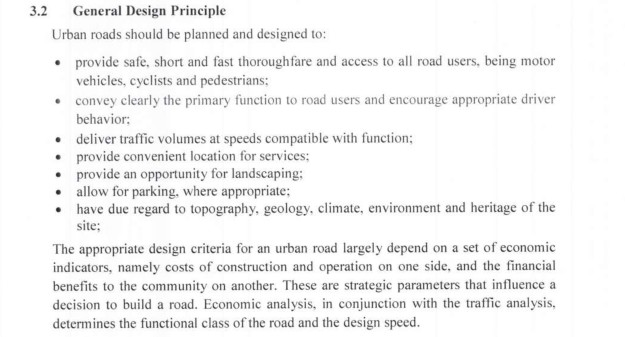 3.2 General Design Principle
Urban roads should be planned and designed to:
• provide safe, short and fast thoroughfare and access to all road users, being motor
vehicles, cyclists and pedestrians;
• convey clearly the primary function to road users and encourage appropriate driver
behavior;
• deliver traffic volumes at speeds compatible with function;
• provide convenient location for services;
• provide an opportunity for landscaping;
• allow for parking, where appropriate;
• have due regard to topography, geology, climate, environment and heritage of the
site;
The appropriate design criteria for an urban road largely depend on a set of economic
indicators, namely costs of construction and operation on one side, and the financial
benefits to the community on another. These are strategic parameters that influence a
decision to build a road. Economic analysis, in conjunction with the traffic analysis,
determines the functional class of the road and the design speed.